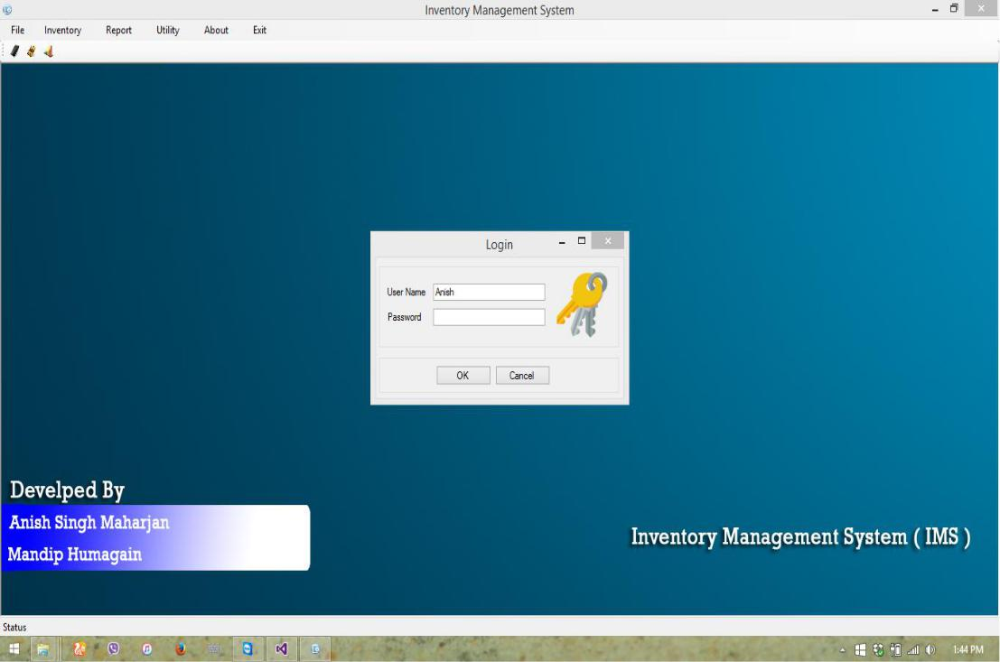 Inventory Management System
File Inventory Report Utility About Exit
Login
User Name Anish
Password
OK Cancel
Develped By
Anish Singh Maharjan
Mandip Humagain
Inventory Management System ( IMS )
Status
1:44 PM